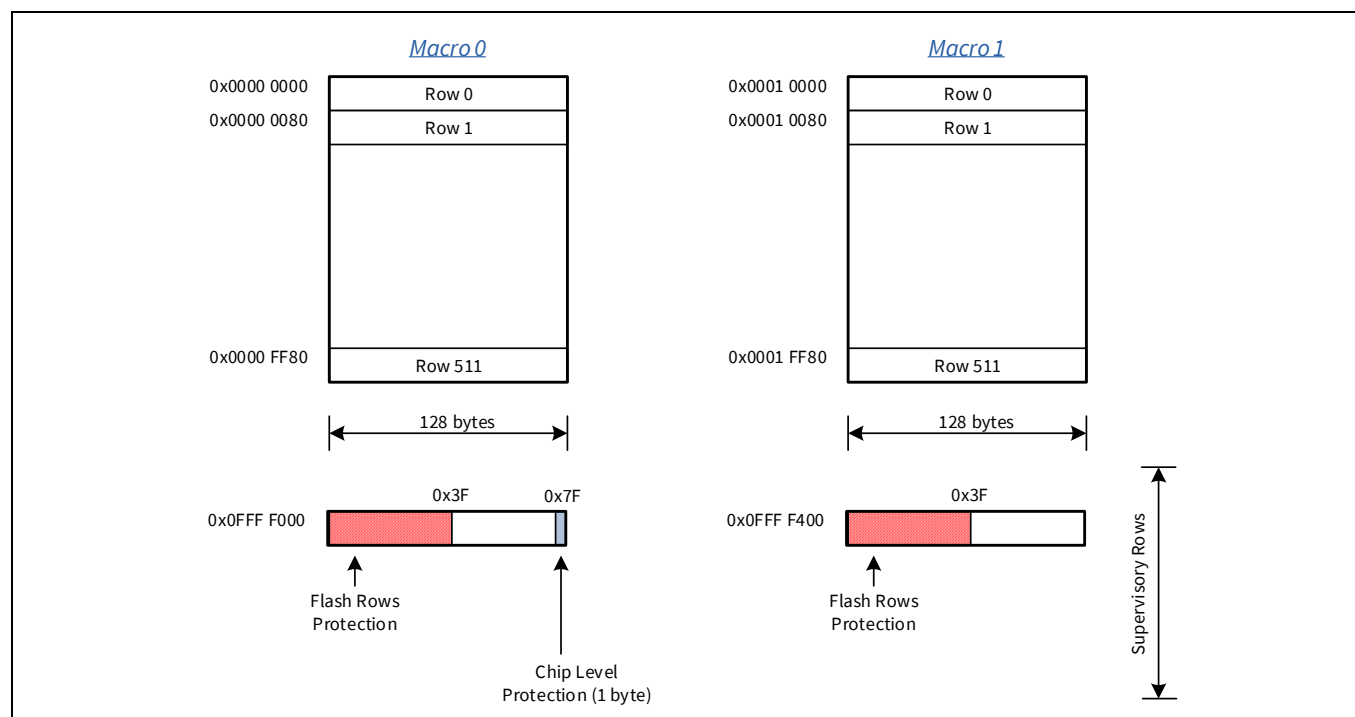 Macro 0
Macro 1
0x0000 0000
Row 0
0x0001 0000
Row 0
0x0000 0080
Row 1
0x0001 0080
Row 1
0x0000 FF80
Row 511
0x0001 FF80
Row 511
128 bytes
128 bytes
0x3F
0x7F
0x3F
0x0FFF F000
0x0FFF F400
Flash Rows
Protection
Flash Rows
Protection
Chip Level
Protection (1 byte)
Supervisory Rows